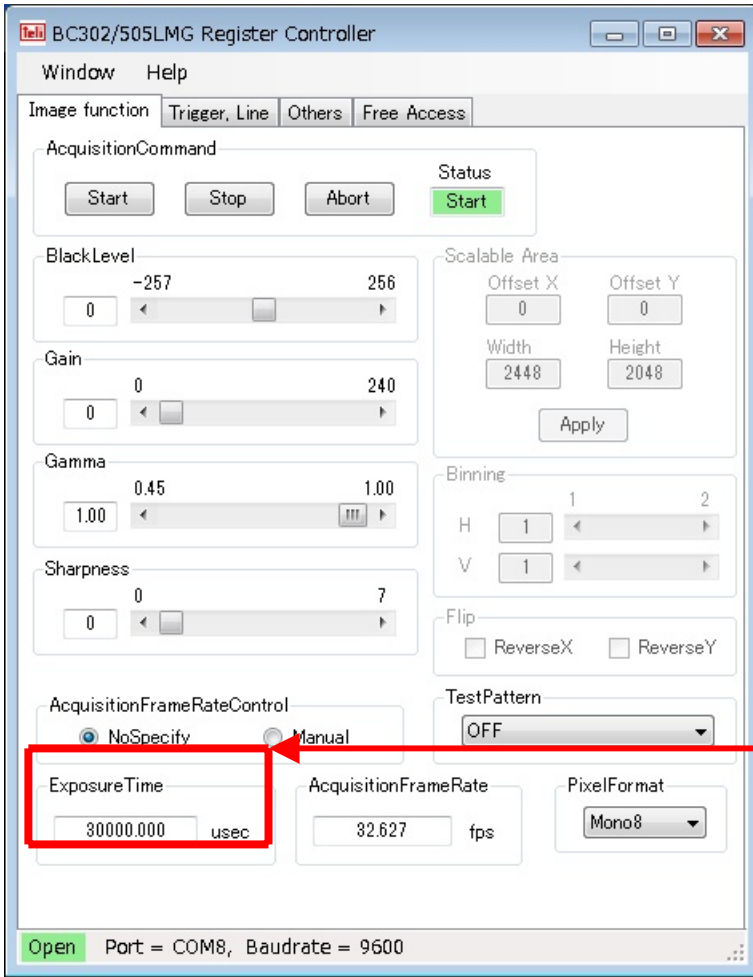 teli BC302/505LMG Register Controller
Window Help
Image function Trigger, Line Others Free Access
AcquisitionCommand
Start Stop Abort
Status
Start
BlackLevel
-257 256
0
Gain
0 240
0
Gamma
0.45 1.00
1.00
Sharpness
0 7
0
Scalable Area
Offset X Offset Y
0 0
Width Height
2448 2048
Apply
Binning
1 2
H 1
V 1
Flip
ReverseX ReverseY
AcquisitionFrameRateControl
NoSpecify Manual
TestPattern
OFF
ExposureTime
30000.000 usec
AcquisitionFrameRate
32.627 fps
PixelFormat
Mono8
Open Port = COM8, Baudrate = 9600